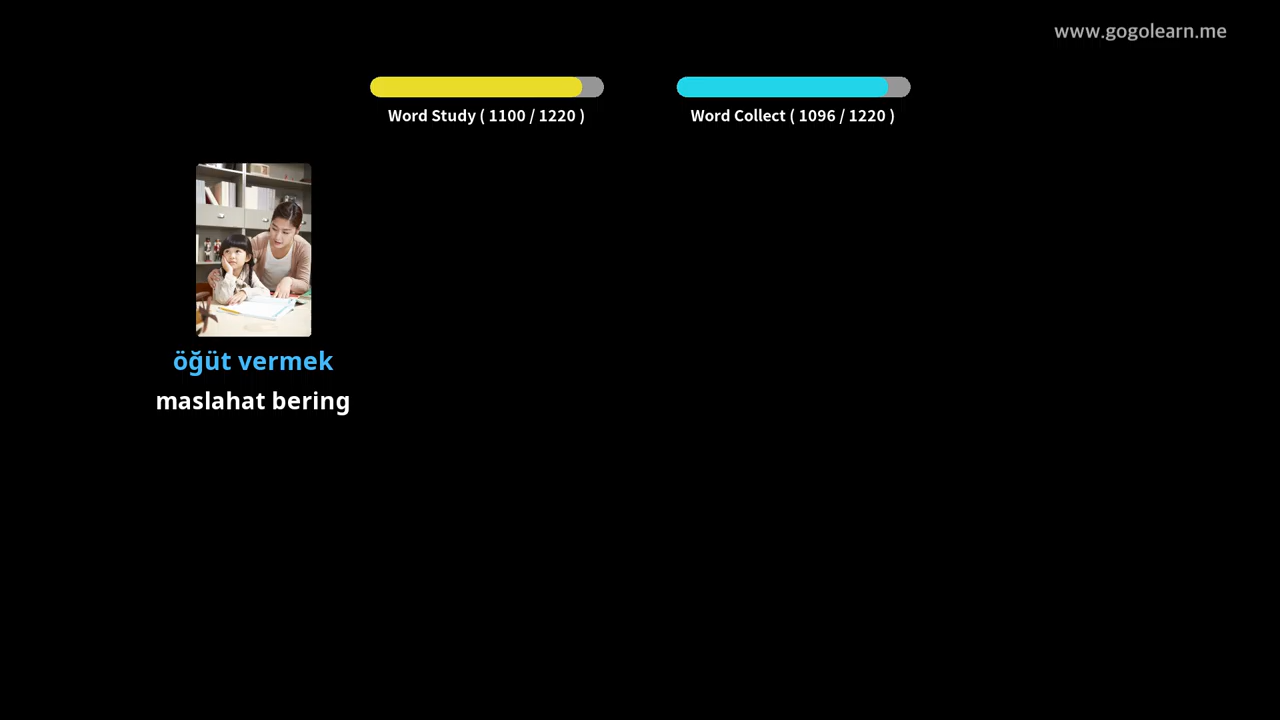 www.gogolearn.me
Word Study ( 1100 / 1220 )
Word Collect ( 1096 / 1220 )
öğüt vermek
maslahat bering